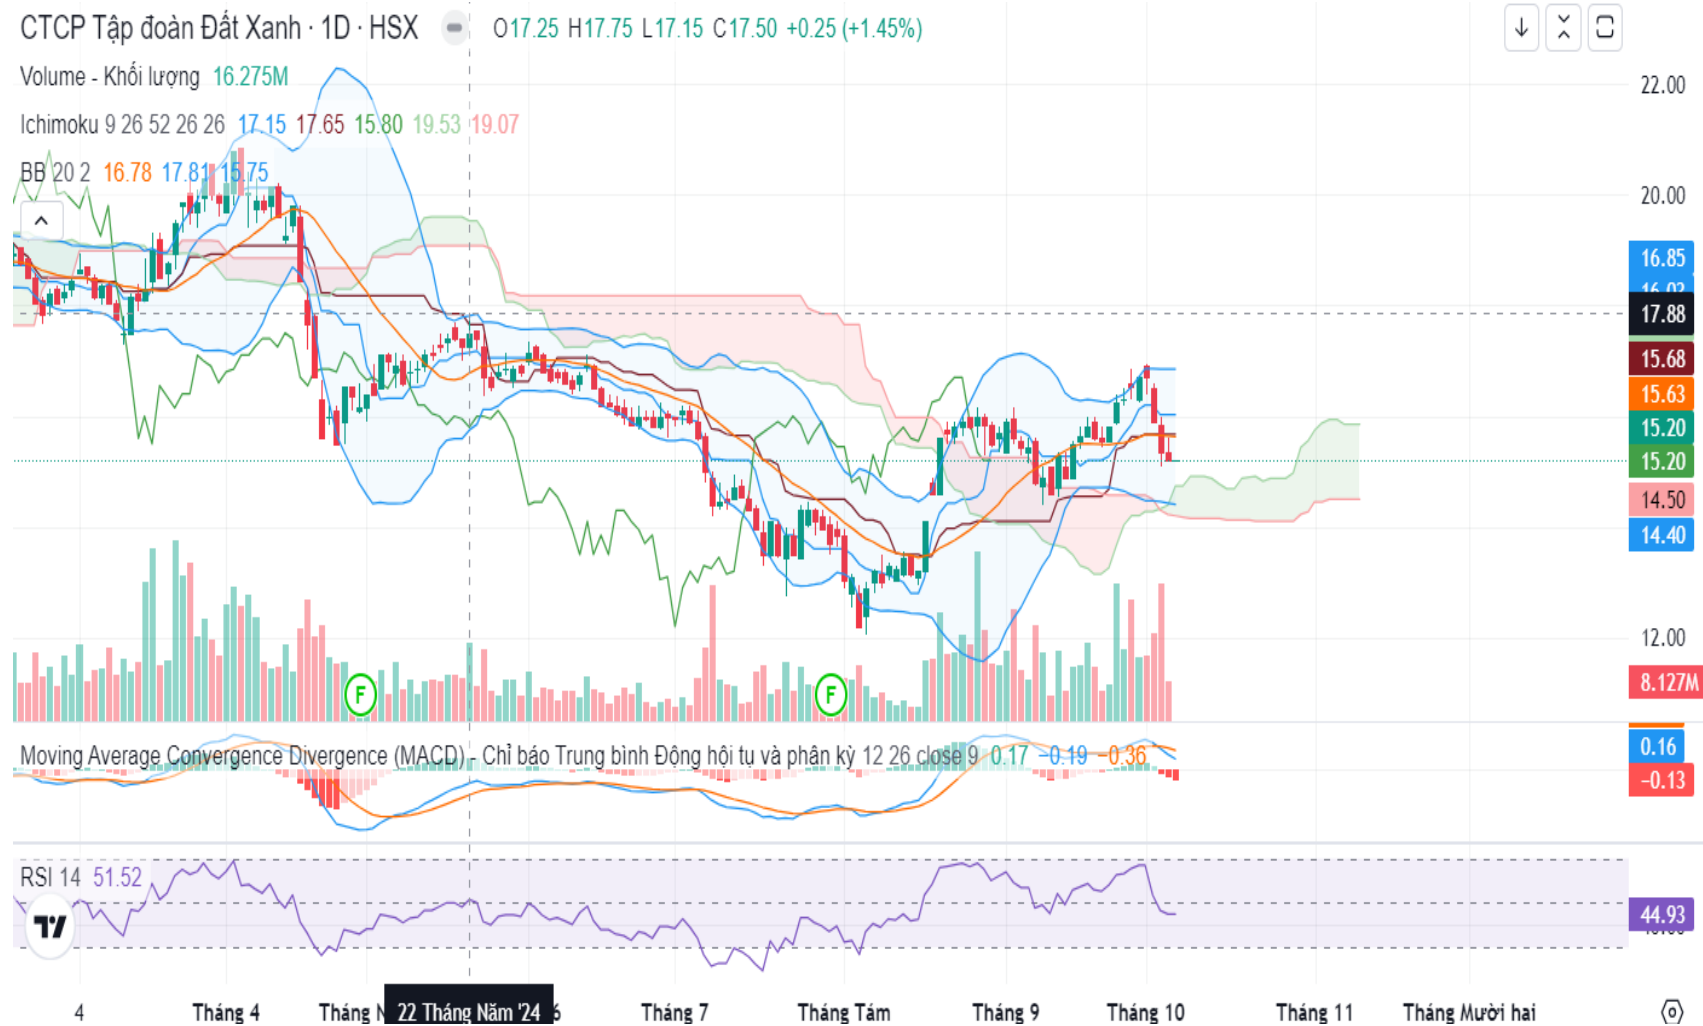 CTCP Tập đoàn Đất Xanh · 1D · HSX O17.25 H17.75 L17.15 C17.50 +0.25 (+1.45%)
Volume - Khối lượng 16.275M
Ichimoku 9 26 52 26 26 17.15 17.65 15.80 19.53 19.07
BB 20 2 16.78 17.81 15.75
22.00
20.00
16.85
17.88
15.68
15.63
15.20
15.20
14.50
14.40
12.00
8.127M
F F
Moving Average Convergence Divergence (MACD) - Chỉ báo Trung bình Động hội tụ và phân kỳ 12 26 close 9 0.17 −0.19 −0.36
0.16
−0.13
RSI 14 51.52
44.93
4 Tháng 4 Tháng N 22 Tháng Năm '24 6 Tháng 7 Tháng Tám Tháng 9 Tháng 10 Tháng 11 Tháng Mười hai